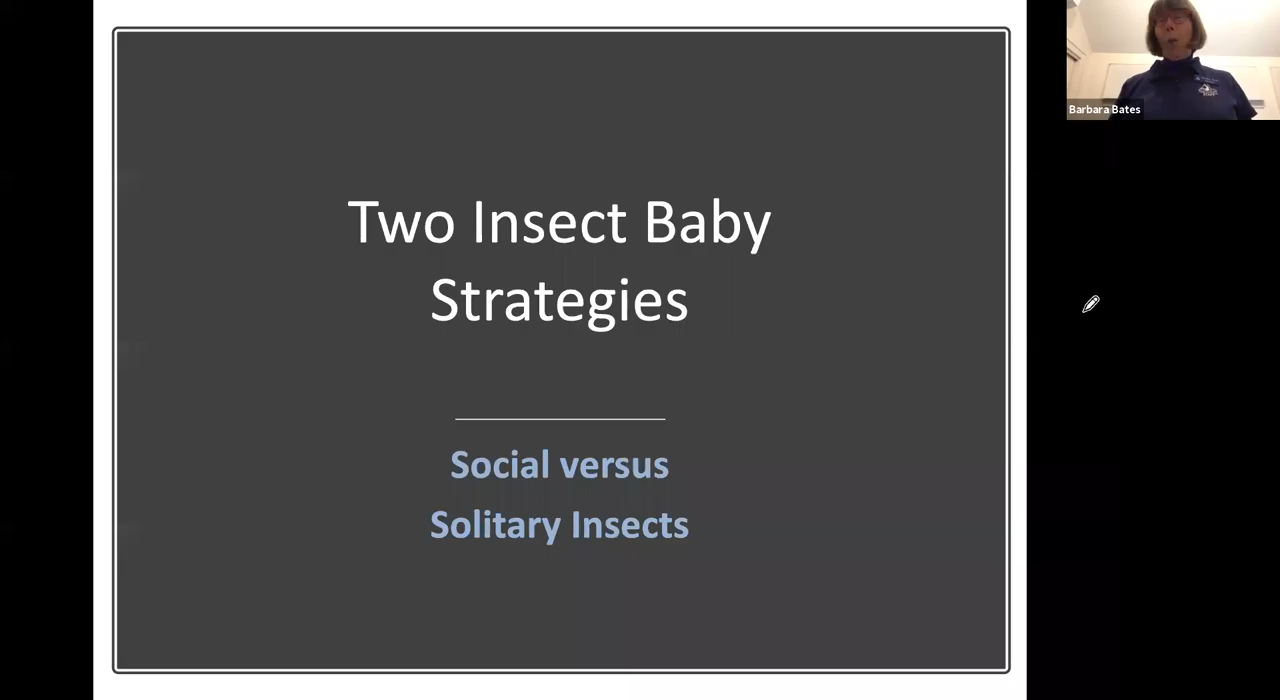 Two Insect Baby
Strategies
Social versus
Solitary Insects
Barbara Bates